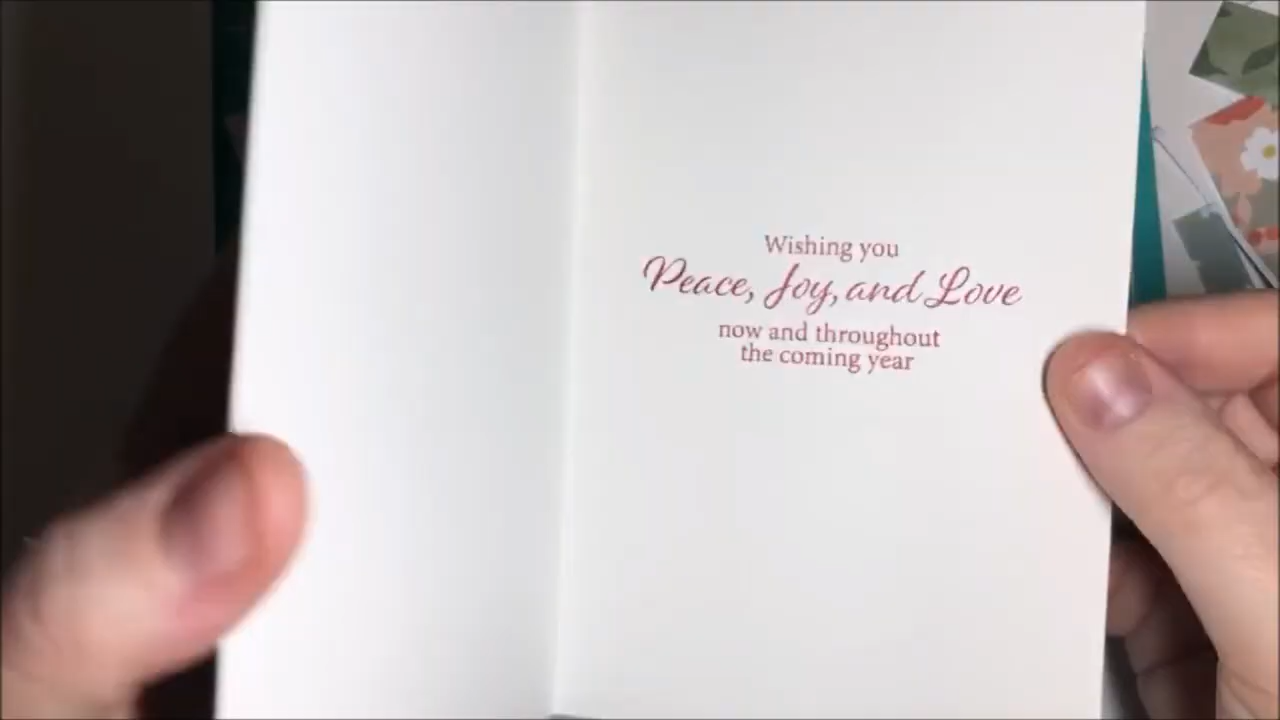 Wishing you
Peace, Joy, and Love
now and throughout
the coming year